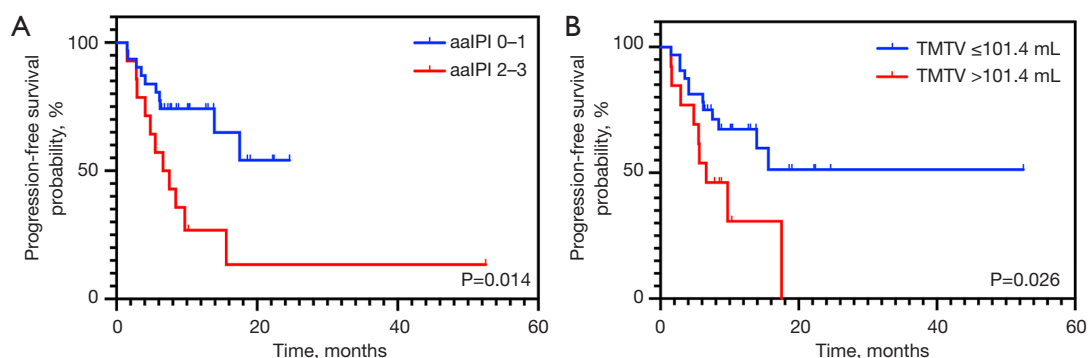 A
Progression-free survival
probability, %
100
50
0
aaIPI 0–1
aaIPI 2–3
P=0.014
0
20
40
60
Time, months
B
Progression-free survival
probability, %
100
50
0
TMTV ≤101.4 mL
TMTV >101.4 mL
P=0.026
0
20
40
60
Time, months